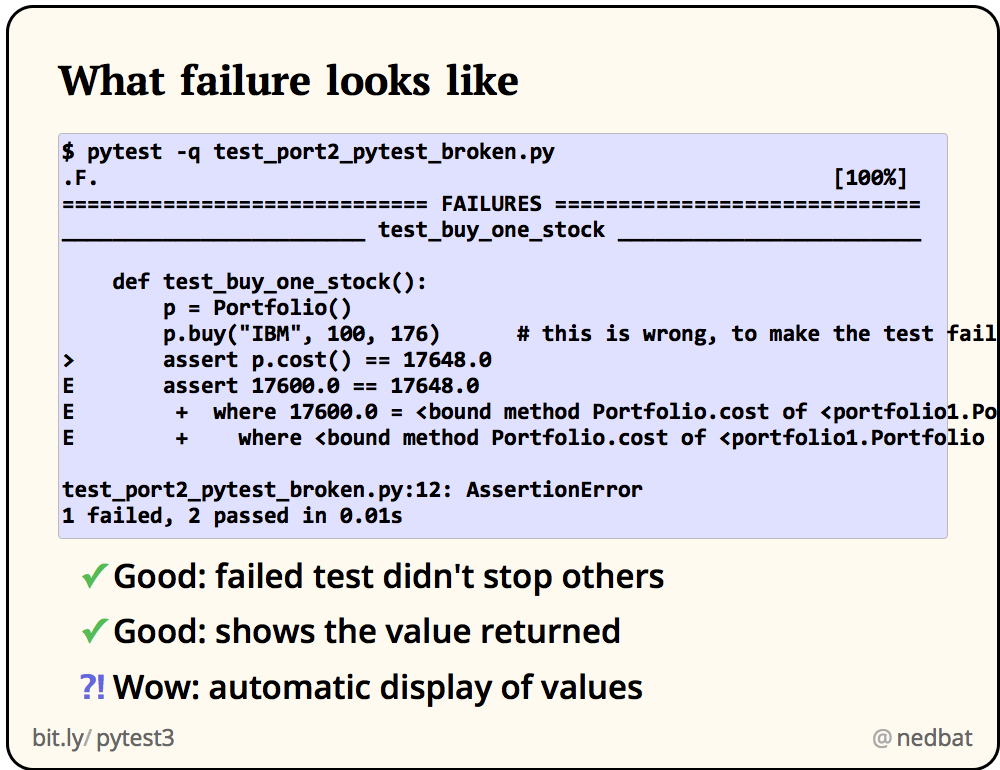 What failure looks like
$ pytest -q test_port2_pytest_broken.py
.F.                                                          [100%]
============================= FAILURES =============================
________________________ test_buy_one_stock ________________________
    def test_buy_one_stock():
        p = Portfolio()
        p.buy("IBM", 100, 176)      # this is wrong, to make the test fail
>       assert p.cost() == 17648.0
E       assert 17600.0 == 17648.0
E        +  where 17600.0 = <bound method Portfolio.cost of <portfolio1.Po
E        +    where <bound method Portfolio.cost of <portfolio1.Portfolio
test_port2_pytest_broken.py:12: AssertionError
1 failed, 2 passed in 0.01s
✓ Good: failed test didn't stop others
✓ Good: shows the value returned
?! Wow: automatic display of values
bit.ly/pytest3
@nedbat